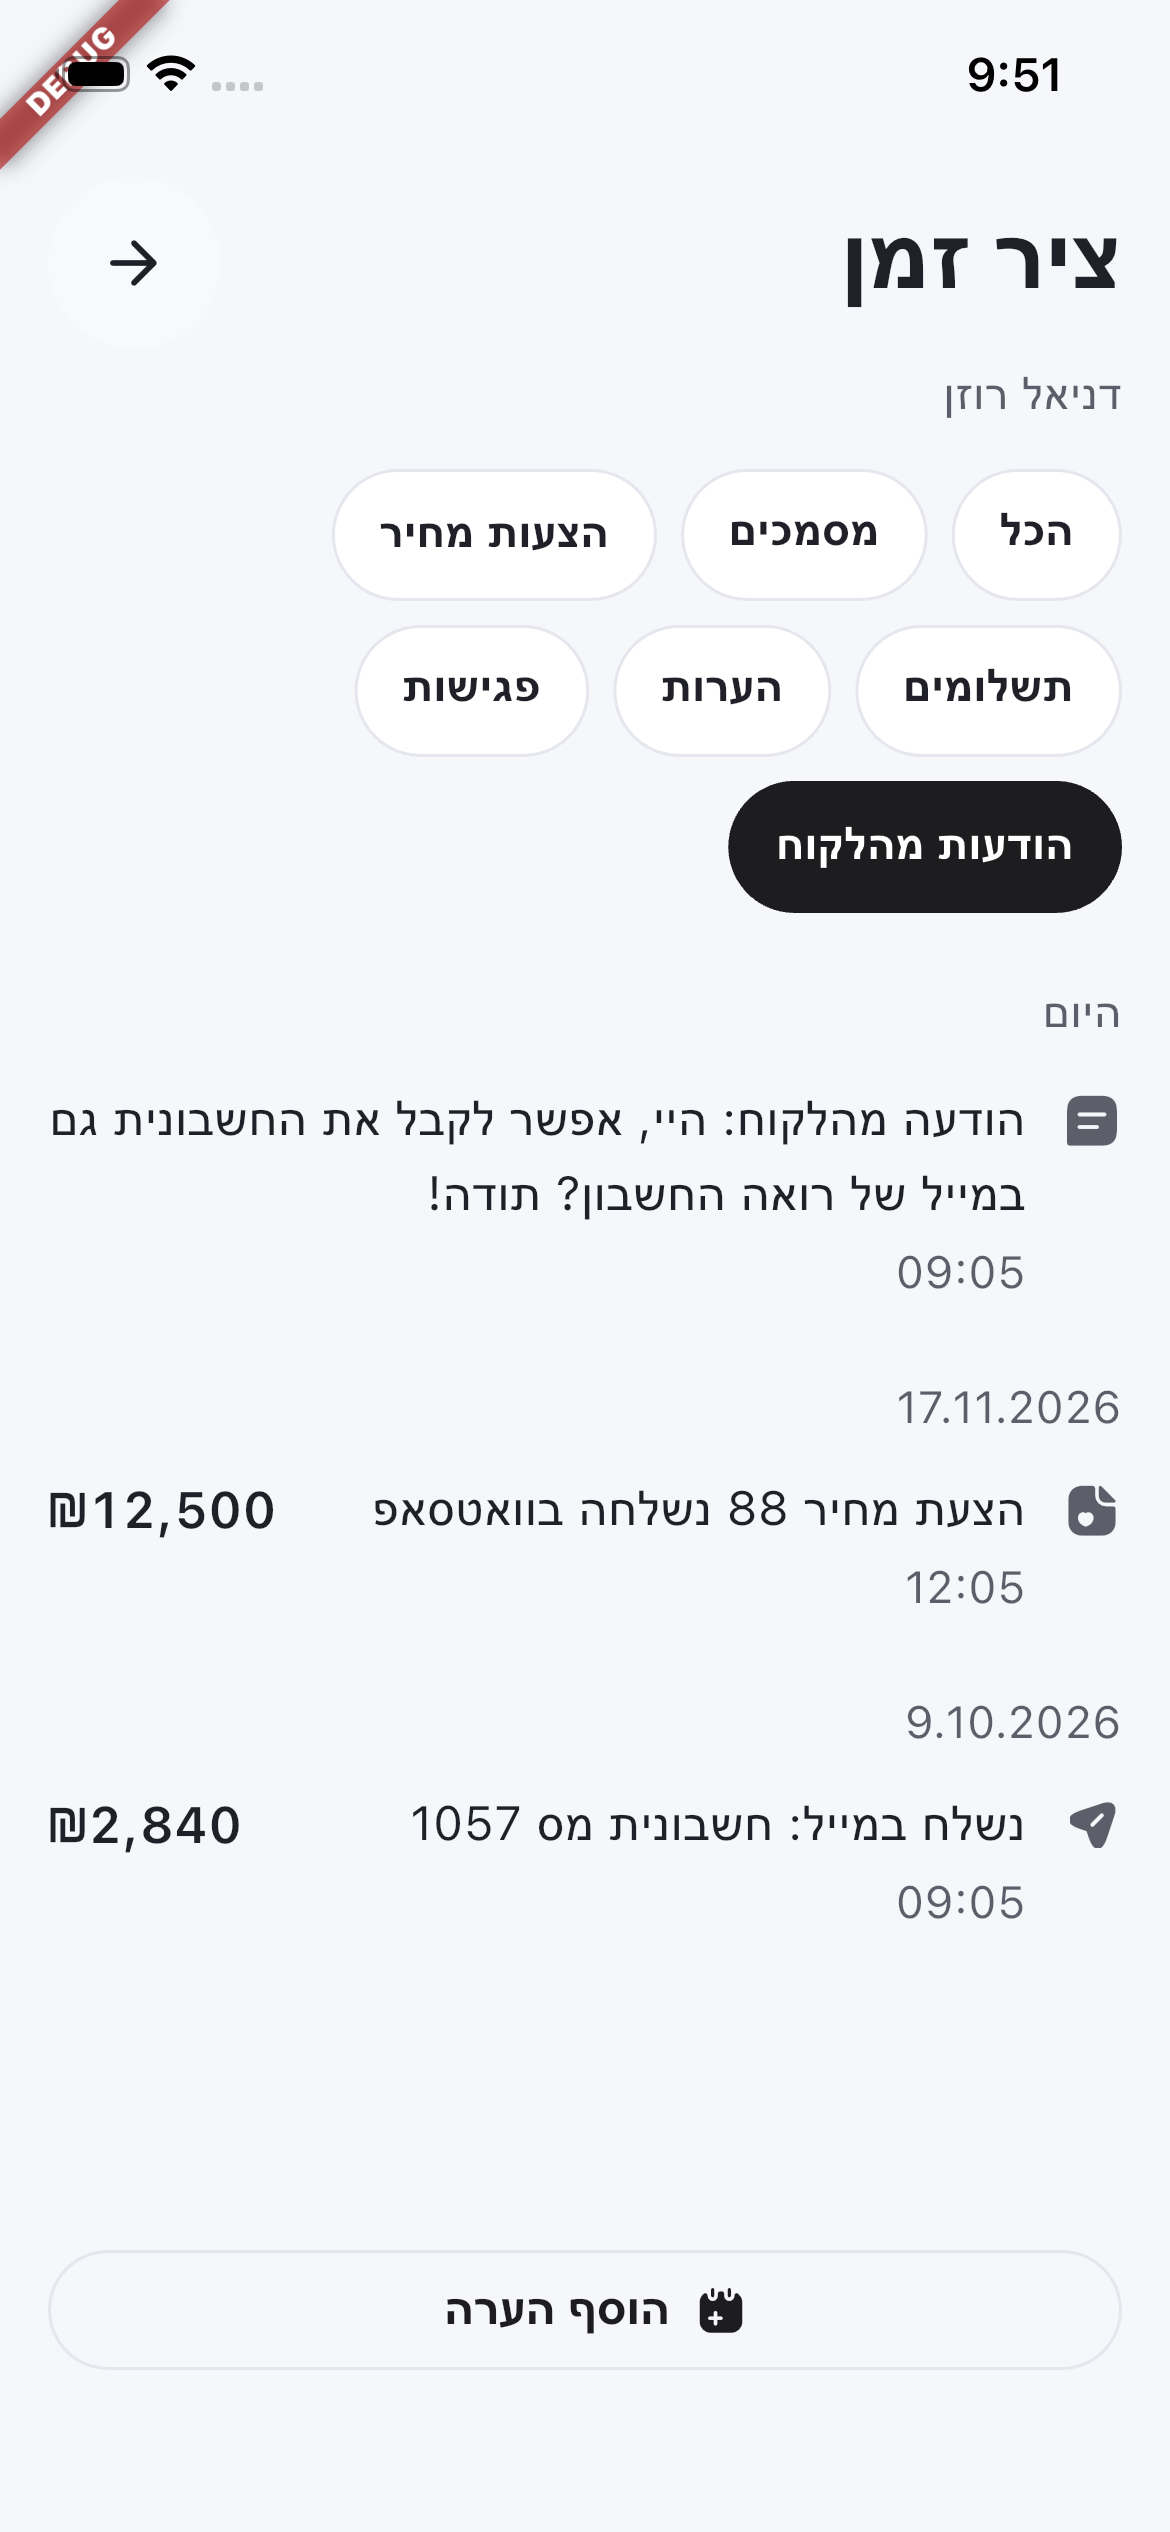 9:51
DEBUG
ציר זמן
דניאל רוזן
הכל
מסמכים
הצעות מחיר
תשלומים
הערות
פגישות
הודעות מהלקוח
היום
הודעה מהלקוח: היי, אפשר לקבל את החשבונית גם
במייל של רואה החשבון? תודה!
09:05
17.11.2026
הצעת מחיר 88 נשלחה בוואטסאפ
₪12,500
12:05
9.10.2026
נשלח במייל: חשבונית מס 1057
₪2,840
09:05
הוסף הערה